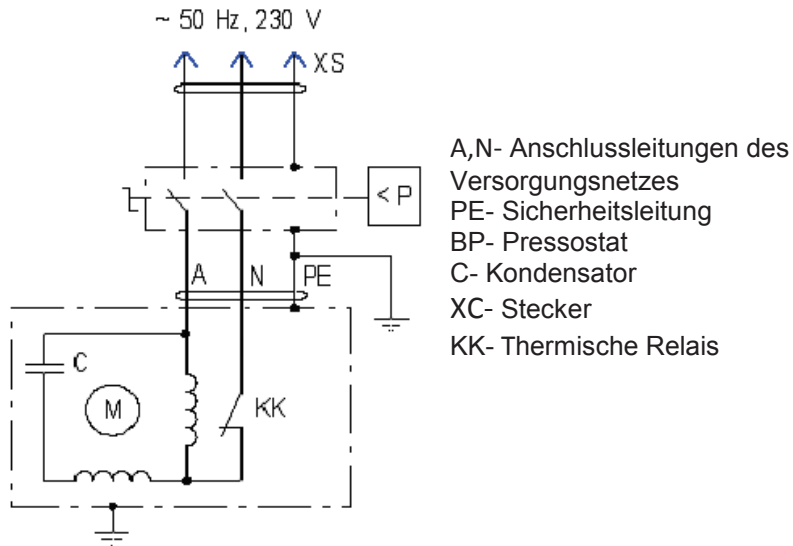 ~ 50 Hz, 230 V
XS
< P
A
N
PE
C
M
KK
A,N- Anschlussleitungen des
Versorgungsnetzes
PE- Sicherheitsleitung
BP- Pressostat
C- Kondensator
XC- Stecker
KK- Thermische Relais